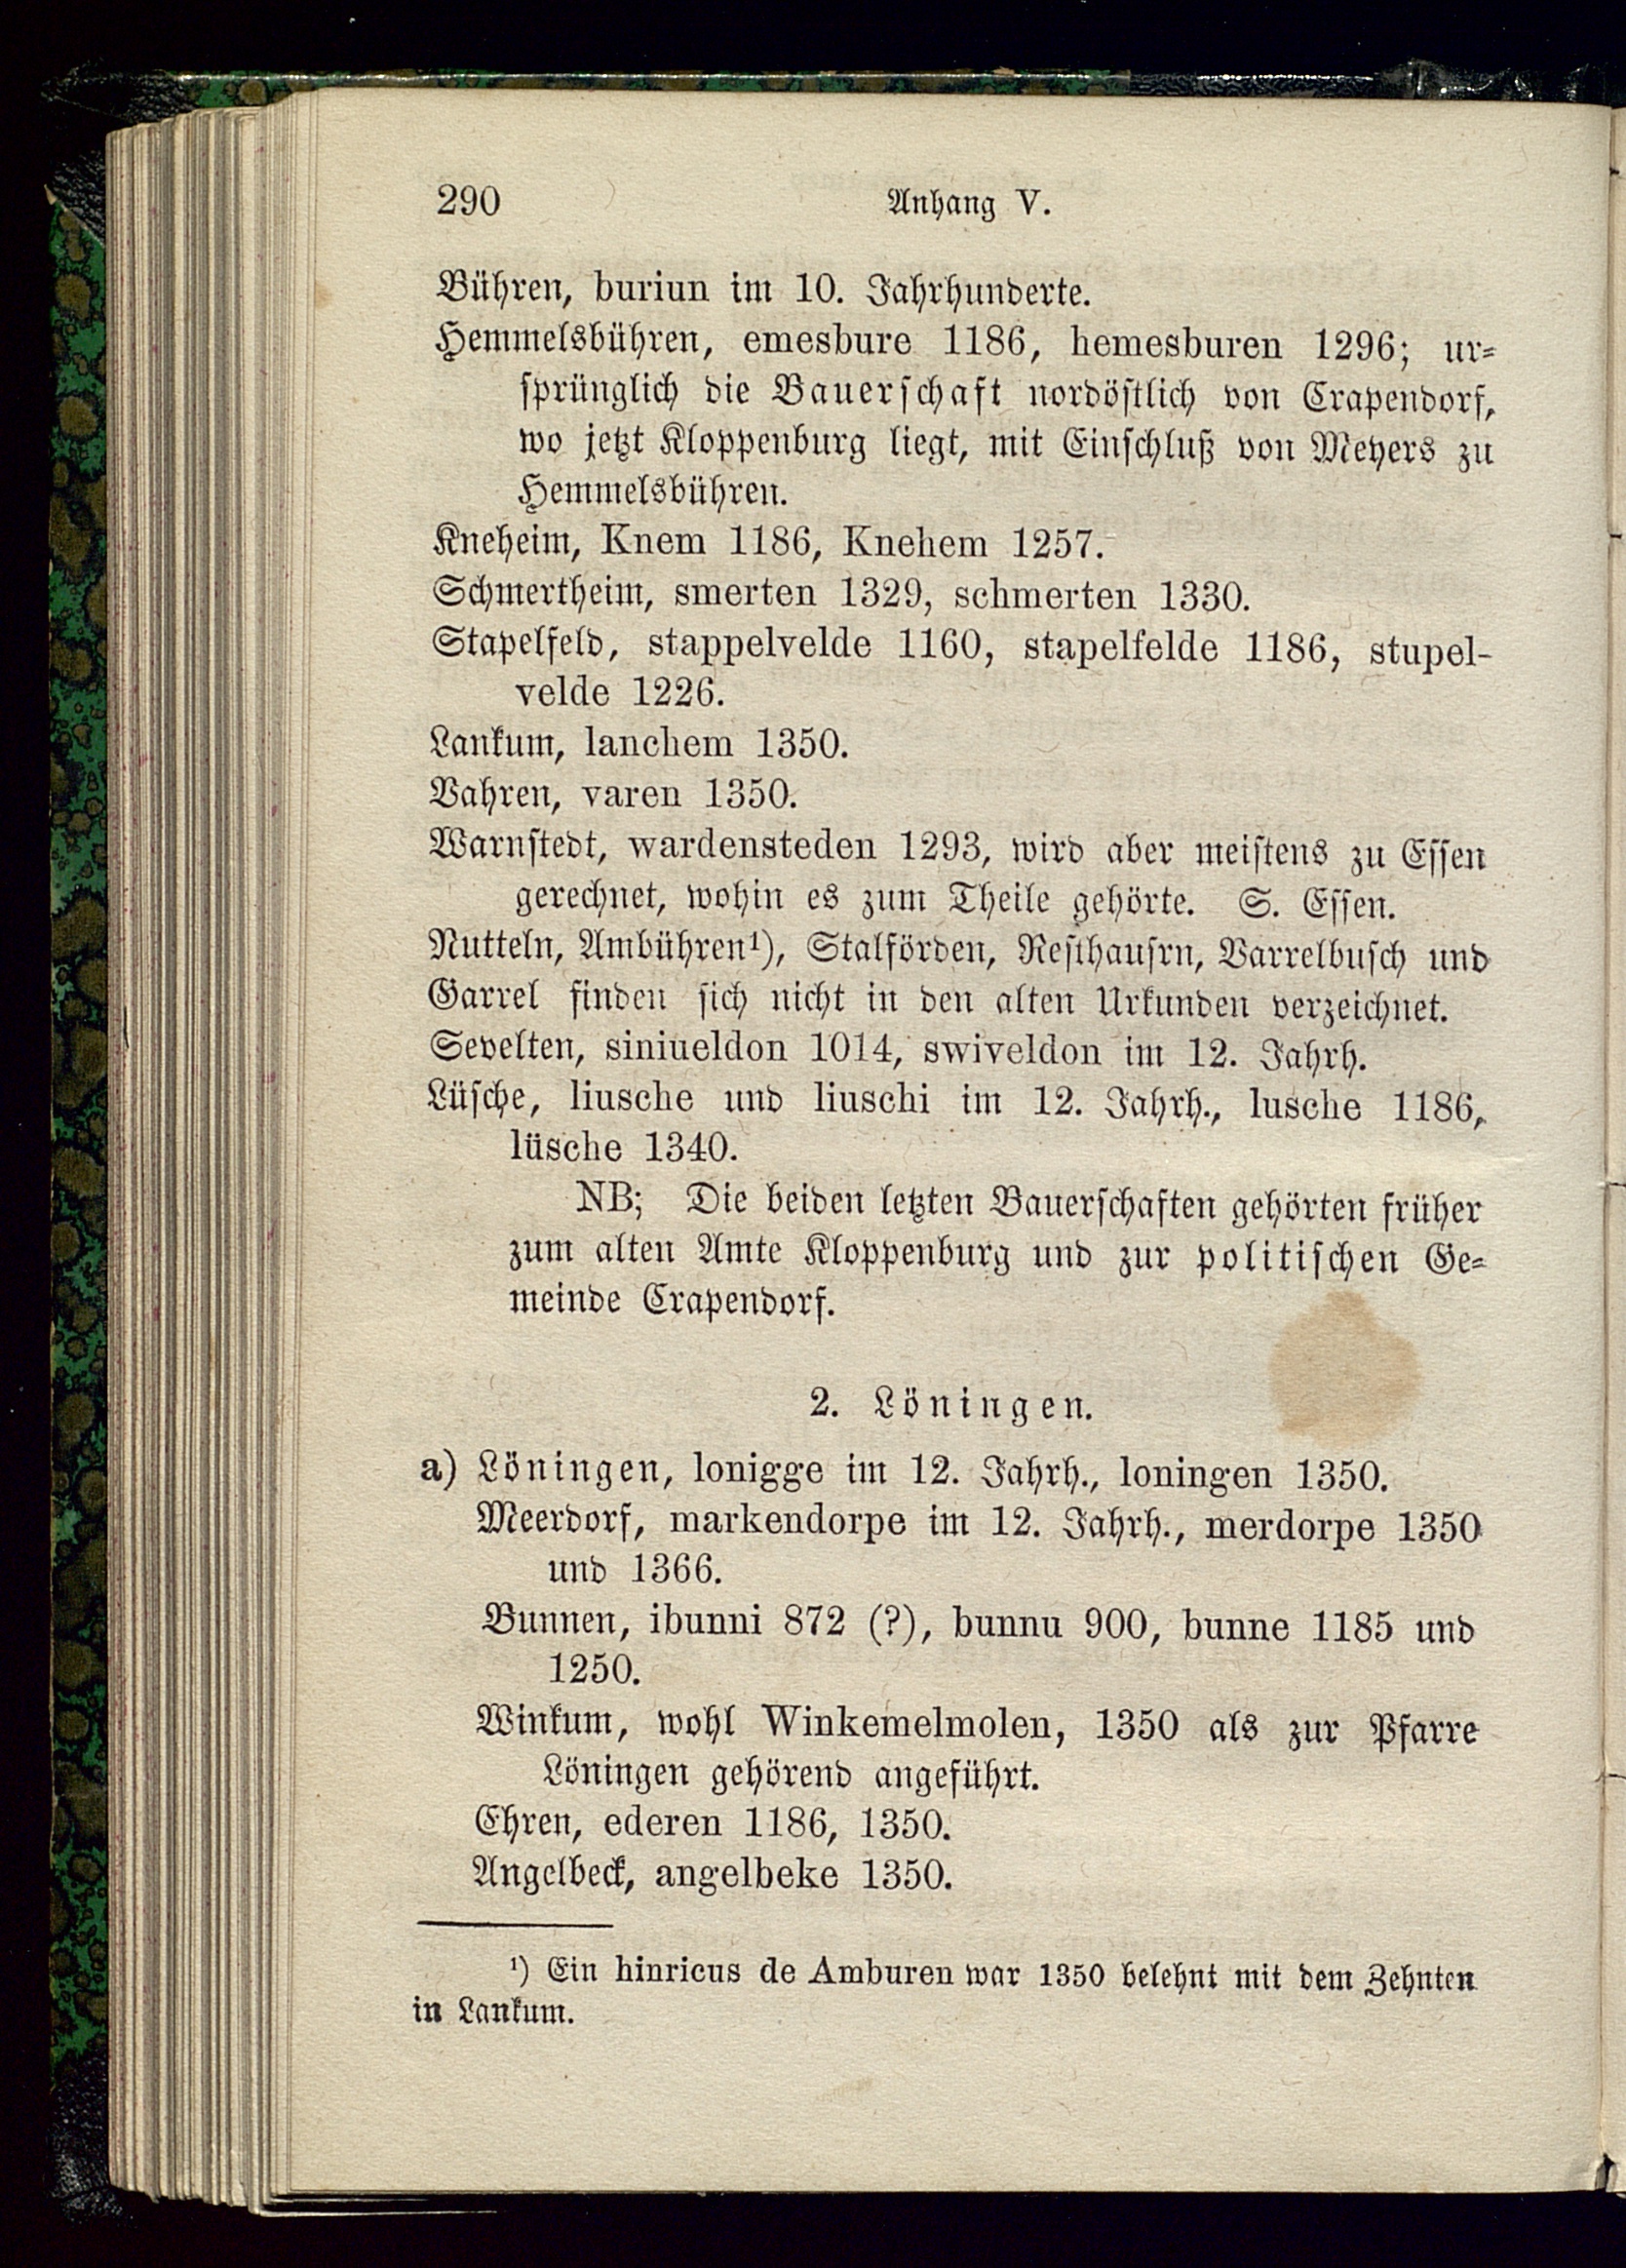 290 Anhang V.
Bühren, buriun im 10. Jahrhunderte.
Hemmelsbühren, emesbure 1186, hemesburen 1296; ur-
sprünglich die Bauerschaft nordöstlich von Crapendorf,
wo jetzt Kloppenburg liegt, mit Einschluß von Meyers zu
Hemmelsbühren.
Kneheim, Knem 1186, Knehem 1257.
Schmertheim, smerten 1329, schmerten 1330.
Stapelfeld, stappelvelde 1160, stapelfelde 1186, stupel-
velde 1226.
Lankum, lanchem 1350.
Vahren, varen 1350.
Warnstedt, wardensteden 1293, wird aber meistens zu Essen
gerechnet, wohin es zum Theile gehörte. S. Essen.
Nutteln, Ambühren¹), Stalförden, Resthausrn, Varrelbusch und
Garrel finden sich nicht in den alten Urkunden verzeichnet.
Sevelten, siniueldon 1014, swiveldon im 12. Jahrh.
Lüsche, liusche und liuschi im 12. Jahrh., lusche 1186,
lüsche 1340.
NB; Die beiden letzten Bauerschaften gehörten früher
zum alten Amte Kloppenburg und zur politischen Ge-
meinde Crapendorf.
2. Löningen.
a) Löningen, lonigge im 12. Jahrh., loningen 1350.
Meerdorf, markendorpe im 12. Jahrh., merdorpe 1350
und 1366.
Bunnen, ibunni 872 (?), bunnu 900, bunne 1185 und
1250.
Winkum, wohl Winkemelmolen, 1350 als zur Pfarre
Löningen gehörend angeführt.
Ehren, ederen 1186, 1350.
Angelbeck, angelbeke 1350.
¹) Ein hinricus de Amburen war 1350 belehnt mit dem Zehnten
in Lankum.